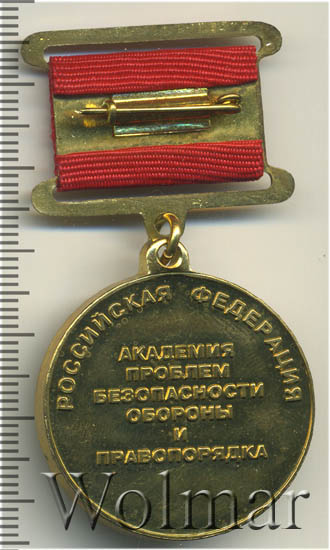 РОССИЙСКАЯ ФЕДЕРАЦИЯ
АКАДЕМИЯ
ПРОБЛЕМ
БЕЗОПАСНОСТИ
ОБОРОНЫ
И
ПРАВОПОРЯДКА
Wolmar